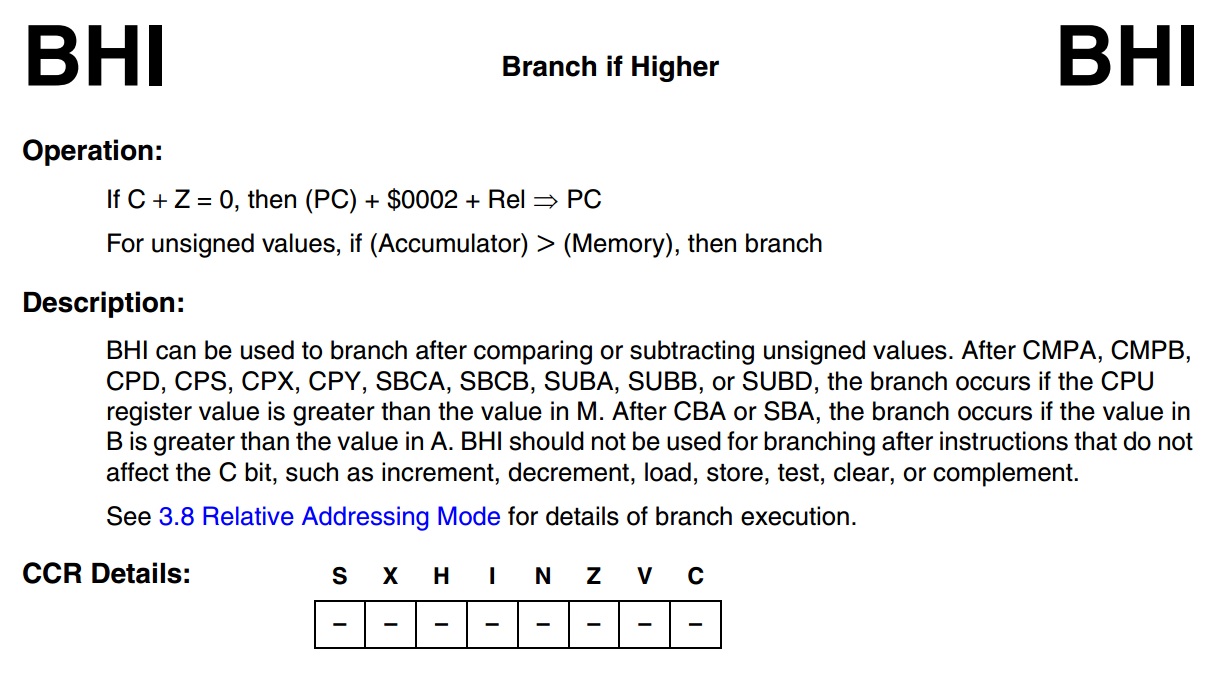 BHI Branch if Higher BHI
Operation:
If C + Z = 0, then (PC) + $0002 + Rel ⇒ PC
For unsigned values, if (Accumulator) > (Memory), then branch
Description:
BHI can be used to branch after comparing or subtracting unsigned values. After CMPA, CMPB,
CPD, CPS, CPX, CPY, SBCA, SBCB, SUBA, SUBB, or SUBD, the branch occurs if the CPU
register value is greater than the value in M. After CBA or SBA, the branch occurs if the value in
B is greater than the value in A. BHI should not be used for branching after instructions that do not
affect the C bit, such as increment, decrement, load, store, test, clear, or complement.
See 3.8 Relative Addressing Mode for details of branch execution.
CCR Details: S X H I N Z V C
– – – – – – – –